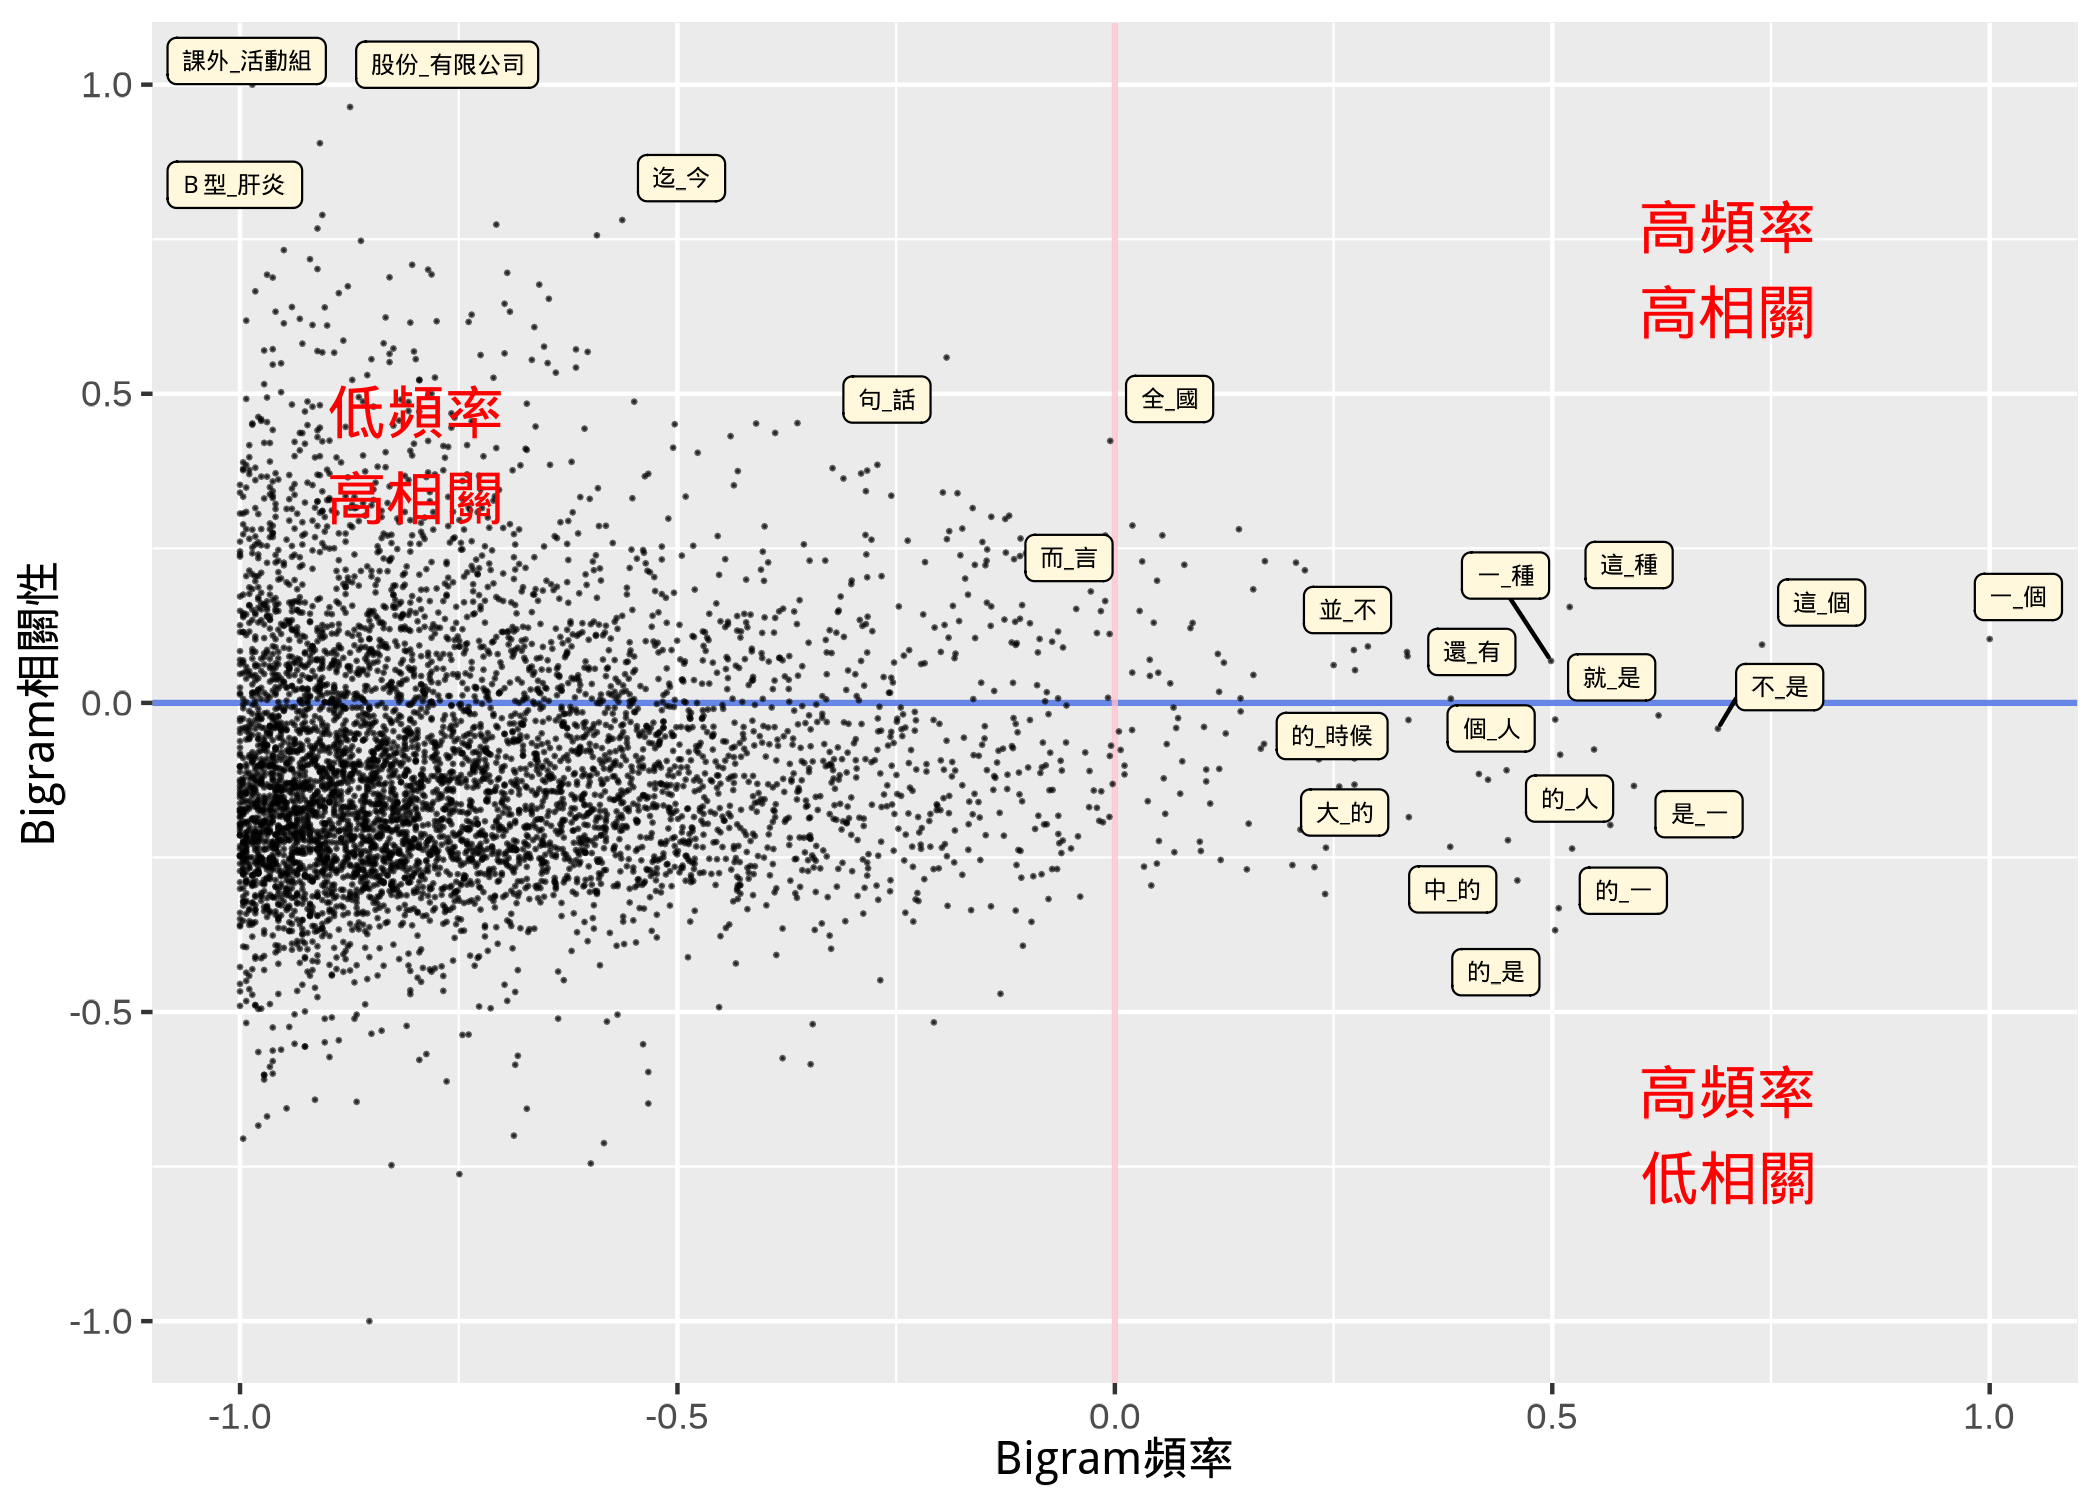 課外_活動組
股份_有限公司
1.0
B型_肝炎
迄_今
高頻率
高相關
低頻率
高相關
0.5
句_話
全_國
而_言
一_種
這_種
這_個
一_個
並_不
還_有
就_是
不_是
0.0
的_時候
個_人
大_的
的_人
是_一
中_的
的_一
的_是
-0.5
高頻率
低相關
-1.0
Bigram相關性
-1.0
-0.5
0.0
0.5
1.0
Bigram頻率